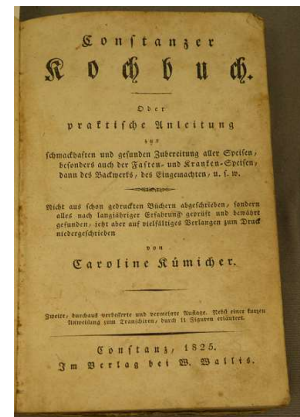 Constanzer
Kochbuch.
Oder
praktische Anleitung
zur
schmackhaften und gesunden Zubereitung aller Speisen,
besonders auch der Fasten- und Kranken-Speisen,
dann des Backwerks, des Eingemachten, u. s. w.
Nicht aus schon gedruckten Büchern abgeschrieben, sondern
alles nach langjähriger Erfahrung geprüft und bewährt
gefunden; jetzt aber auf vielfältiges Verlangen zum Druck
niedergeschrieben
von
Caroline Kümicher.
Zweite, durchaus verbesserte und vermehrte Auflage. Nebst einer kurzen
Anleitung zum Tranchiren, durch 11 Figuren erläutert.
Constanz, 1825.
Im Verlag bei W. Wallis.